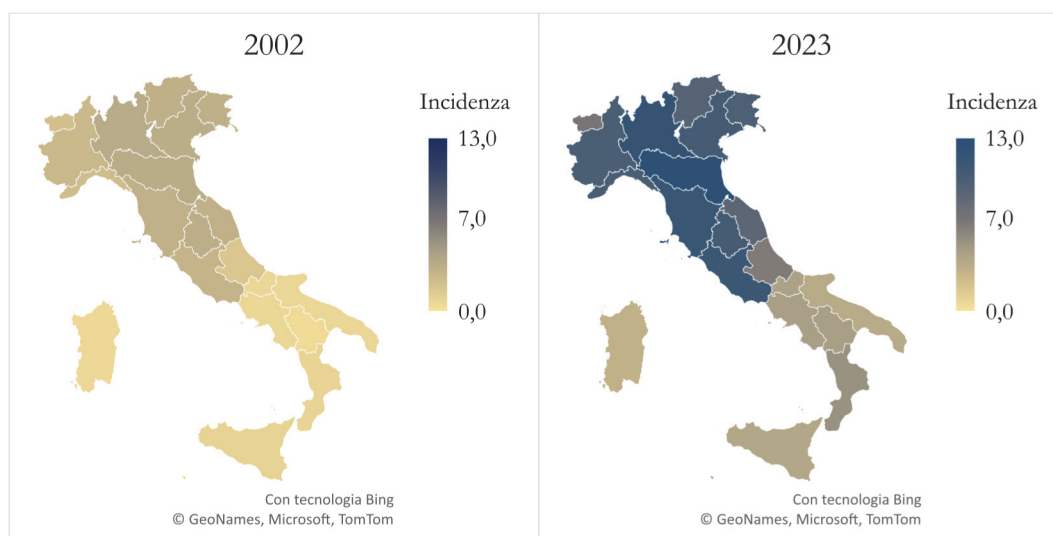 2002
Incidenza
13,0
7,0
0,0
Con tecnologia Bing
© GeoNames, Microsoft, TomTom
2023
Incidenza
13,0
7,0
0,0
Con tecnologia Bing
© GeoNames, Microsoft, TomTom